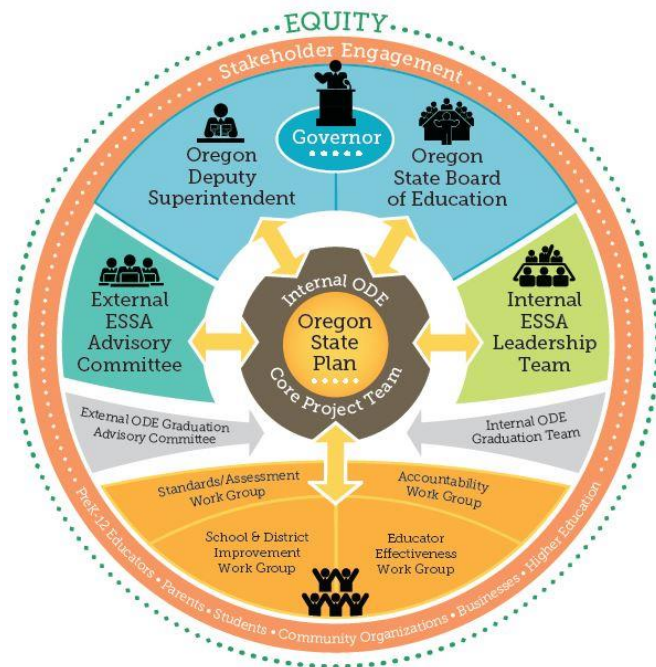 EQUITY
Stakeholder Engagement
Governor
Oregon
Deputy
Superintendent
Oregon
State Board
of Education
External
ESSA
Advisory
Committee
Internal ODE
Oregon
State
Plan
Core Project Team
Internal
ESSA
Leadership
Team
External ODE Graduation
Advisory Committee
Internal ODE
Graduation Team
Standards/Assessment
Work Group
Accountability
Work Group
School & District
Improvement
Work Group
Educator
Effectiveness
Work Group
PreK-12 Educators • Parents • Students • Community Organizations • Businesses • Higher Education